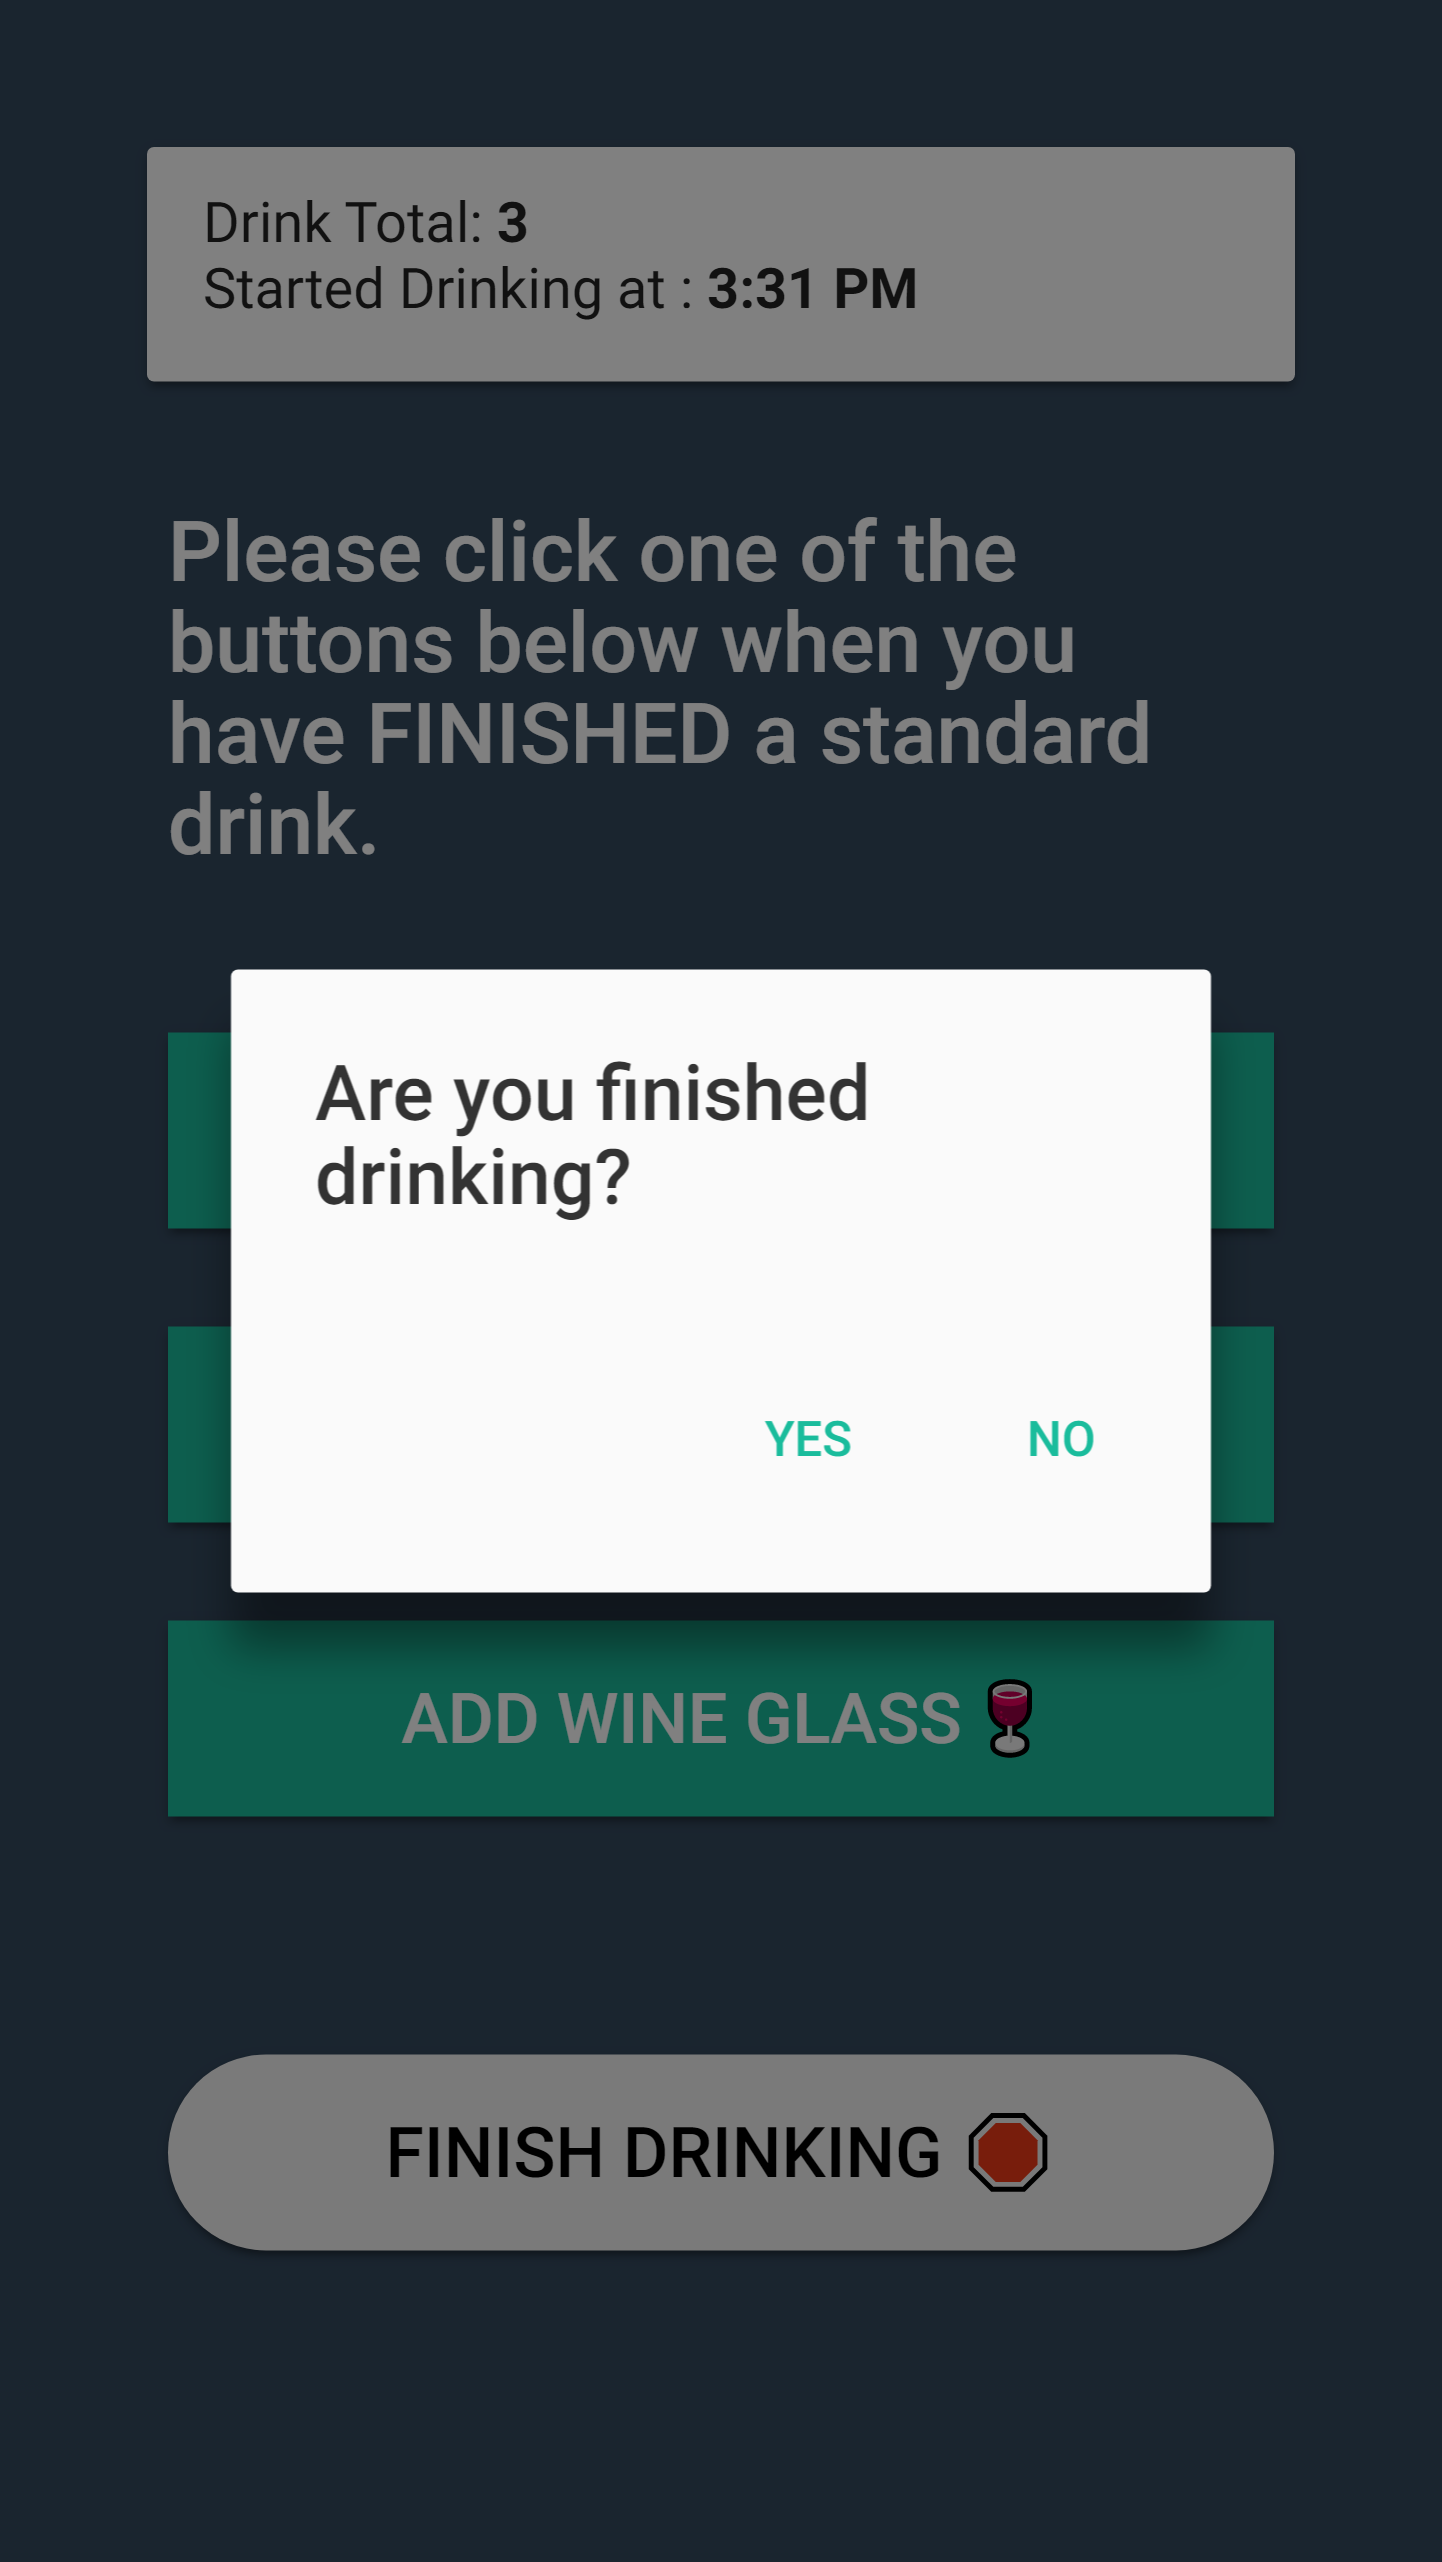 Drink Total: 3
Started Drinking at : 3:31 PM
Please click one of the
buttons below when you
have FINISHED a standard
drink.
Are you finished
drinking?
YES NO
ADD WINE GLASS🍷
FINISH DRINKING 🛑